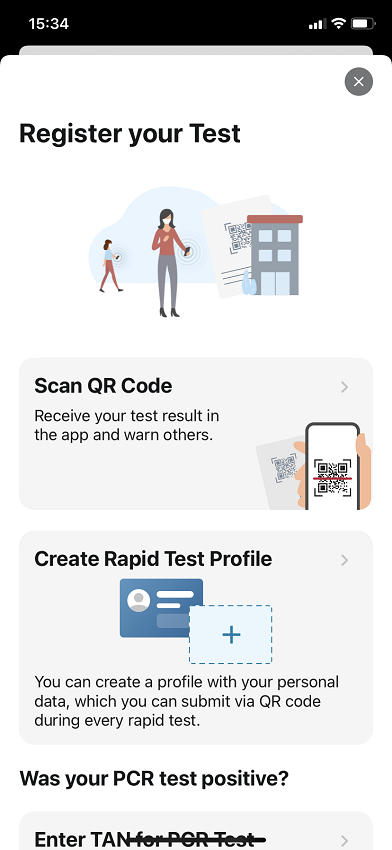 15:34
Register your Test
Scan QR Code
Receive your test result in
the app and warn others.
Create Rapid Test Profile
You can create a profile with your personal
data, which you can submit via QR code
during every rapid test.
Was your PCR test positive?
Enter TAN for PCR Test